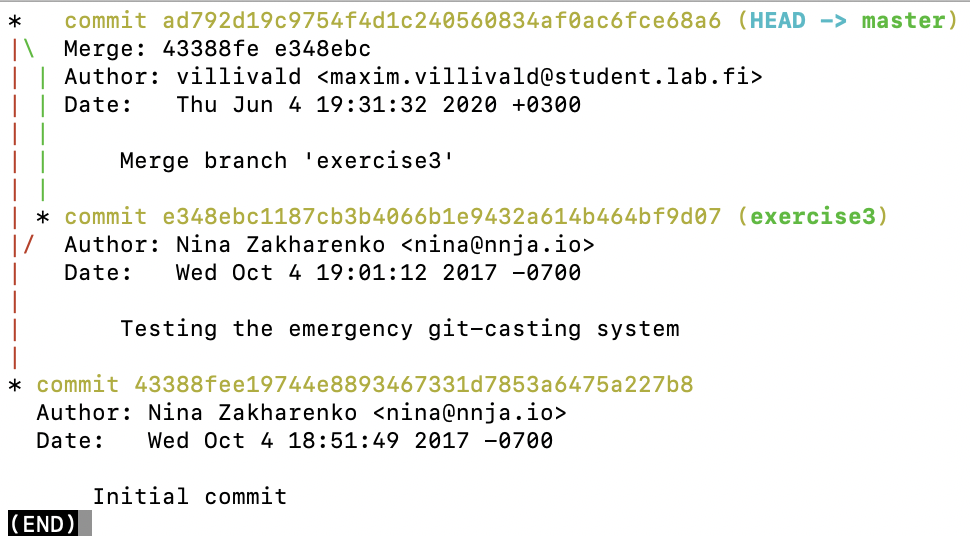 *   commit ad792d19c9754f4d1c240560834af0ac6fce68a6 (HEAD -> master)
|\  Merge: 43388fe e348ebc
| | Author: villivald <maxim.villivald@student.lab.fi>
| | Date:   Thu Jun 4 19:31:32 2020 +0300
| |
| |     Merge branch 'exercise3'
| |
| * commit e348ebc1187cb3b4066b1e9432a614b464bf9d07 (exercise3)
|/  Author: Nina Zakharenko <nina@nnja.io>
|   Date:   Wed Oct 4 19:01:12 2017 -0700
|
|       Testing the emergency git-casting system
|
* commit 43388fee19744e8893467331d7853a6475a227b8
  Author: Nina Zakharenko <nina@nnja.io>
  Date:   Wed Oct 4 18:51:49 2017 -0700

      Initial commit
(END)